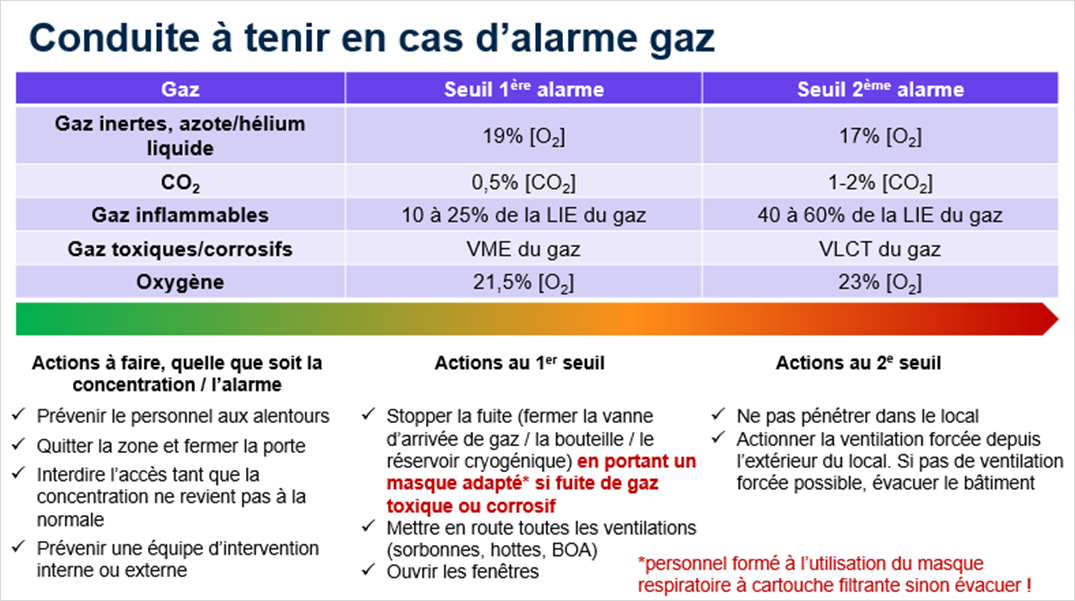 Conduite à tenir en cas d’alarme gaz
Gaz Seuil 1ère alarme Seuil 2ème alarme
Gaz inertes, azote/hélium
liquide
19% [O2] 17% [O2]
CO2 0,5% [CO2] 1-2% [CO2]
Gaz inflammables 10 à 25% de la LIE du gaz 40 à 60% de la LIE du gaz
Gaz toxiques/corrosifs VME du gaz VLCT du gaz
Oxygène 21,5% [O2] 23% [O2]
Actions à faire, quelle que soit la
concentration / l’alarme
✓ Prévenir le personnel aux alentours
✓ Quitter la zone et fermer la porte
✓ Interdire l’accès tant que la
concentration ne revient pas à la
normale
✓ Prévenir une équipe d’intervention
interne ou externe
Actions au 1er seuil
✓ Stopper la fuite (fermer la vanne
d’arrivée de gaz / la bouteille / le
réservoir cryogénique) en portant un
masque adapté* si fuite de gaz
toxique ou corrosif
✓ Mettre en route toutes les ventilations
(sorbonnes, hottes, BOA)
✓ Ouvrir les fenêtres
Actions au 2e seuil
✓ Ne pas pénétrer dans le local
✓ Actionner la ventilation forcée depuis
l’extérieur du local. Si pas de ventilation
forcée possible, évacuer le bâtiment
*personnel formé à l’utilisation du masque
respiratoire à cartouche filtrante sinon évacuer !